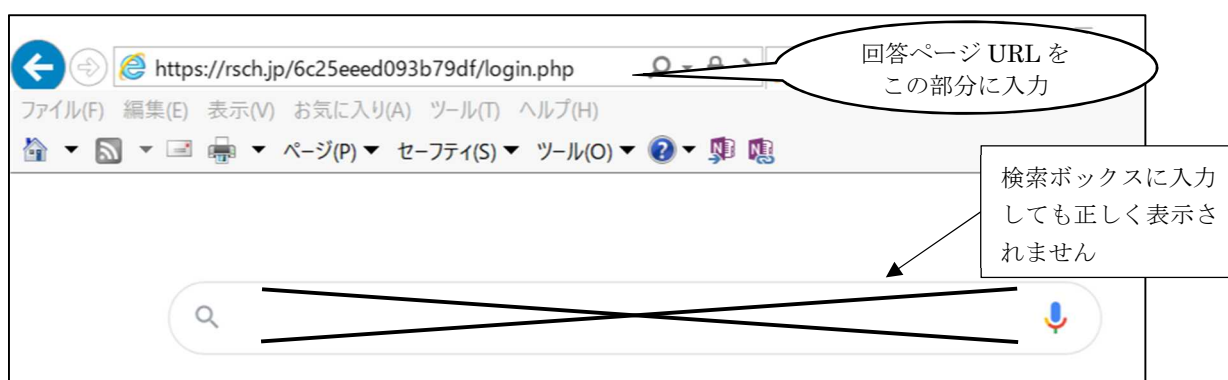 https://rsch.jp/6c25eeed093b79df/login.php
回答ページ URL を
この部分に入力
ファイル(F) 編集(E) 表示(V) お気に入り(A) ツール(T) ヘルプ(H)
ページ(P) セーフティ(S) ツール(O)
検索ボックスに入力
しても正しく表示さ
れません